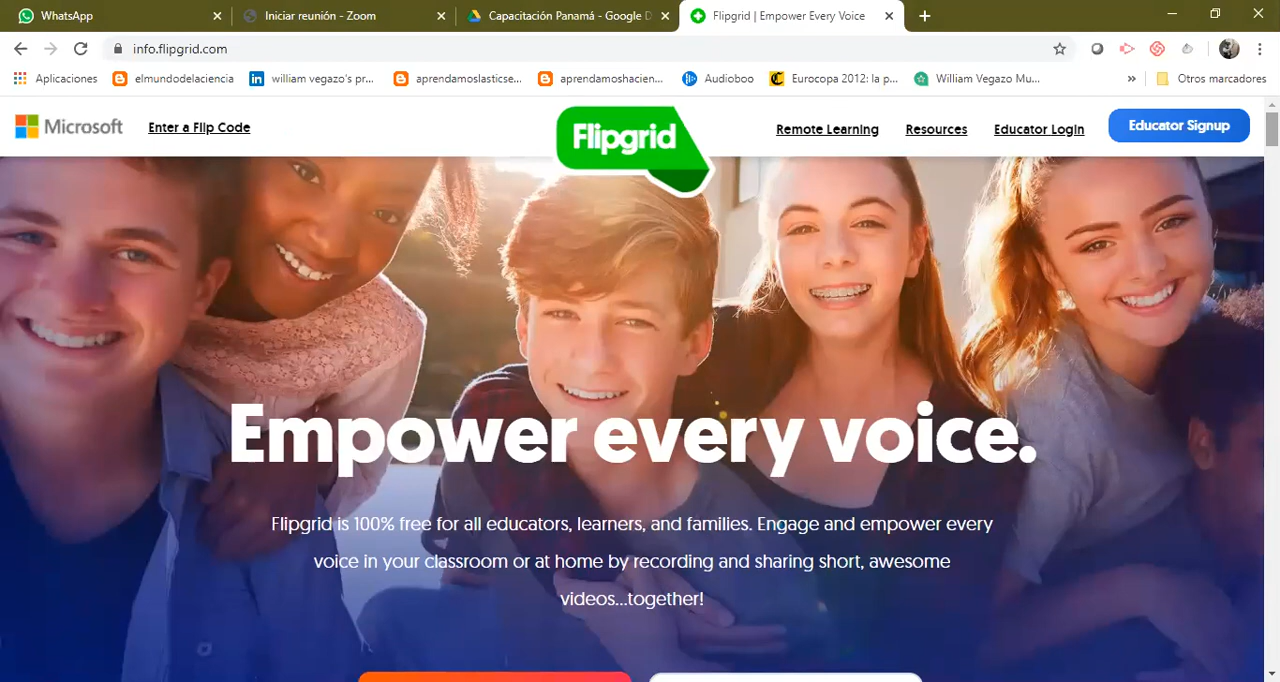 WhatsApp
Iniciar reunión - Zoom
Capacitación Panamá - Google D
Flipgrid | Empower Every Voice
info.flipgrid.com
Aplicaciones
elmundodelaciencia
william vegazo's pr...
aprendamoslasticse...
aprendamoshacien...
Audioboo
Eurocopa 2012: la p...
William Vegazo Mu...
Otros marcadores
Microsoft
Enter a Flip Code
Flipgrid
Remote Learning
Resources
Educator Login
Educator Signup
Empower every voice.
Flipgrid is 100% free for all educators, learners, and families. Engage and empower every
voice in your classroom or at home by recording and sharing short, awesome
videos...together!